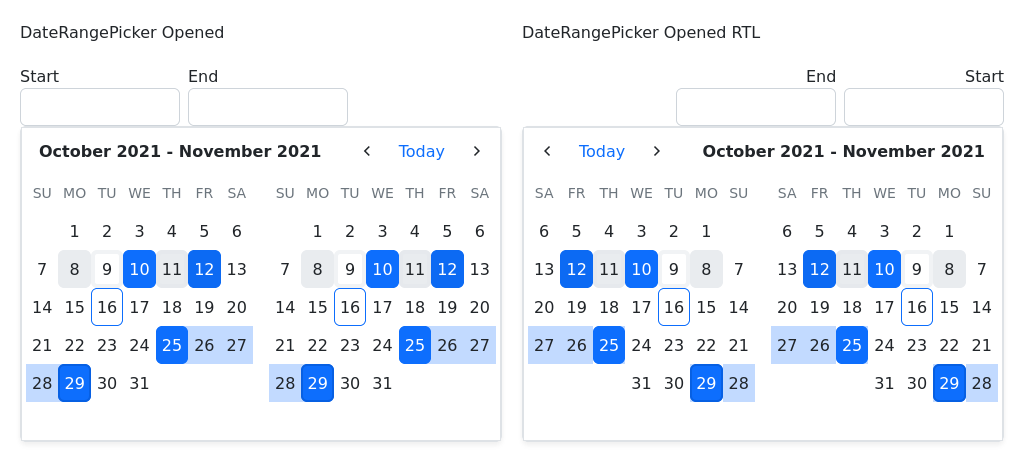 DateRangePicker Opened
Start End
October 2021 - November 2021 Today
SU MO TU WE TH FR SA SU MO TU WE TH FR SA
1 2 3 4 5 6 1 2 3 4 5 6
7 8 9 10 11 12 13 7 8 9 10 11 12 13
14 15 16 17 18 19 20 14 15 16 17 18 19 20
21 22 23 24 25 26 27 21 22 23 24 25 26 27
28 29 30 31 28 29 30 31
DateRangePicker Opened RTL
End Start
Today October 2021 - November 2021
SA FR TH WE TU MO SU SA FR TH WE TU MO SU
6 5 4 3 2 1 6 5 4 3 2 1
13 12 11 10 9 8 7 13 12 11 10 9 8 7
20 19 18 17 16 15 14 20 19 18 17 16 15 14
27 26 25 24 23 22 21 27 26 25 24 23 22 21
31 30 29 28 31 30 29 28